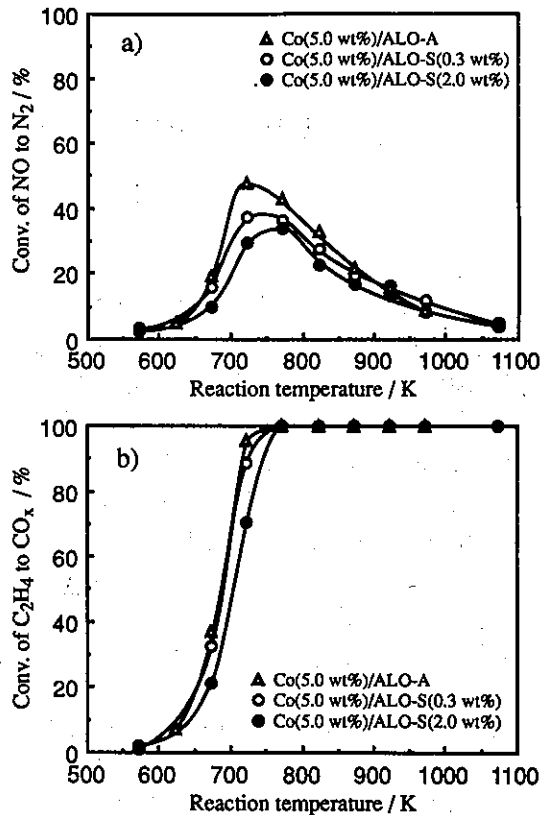 100
a)
Co(5.0 wt%)/ALO-A
Co(5.0 wt%)/ALO-S(0.3 wt%)
Co(5.0 wt%)/ALO-S(2.0 wt%)
80
60
40
20
0
Conv. of NO to N2 / %
500 600 700 800 900 1000 1100
Reaction temperature / K
100
b)
80
60
40
20
0
Conv. of C2H4 to COx / %
Co(5.0 wt%)/ALO-A
Co(5.0 wt%)/ALO-S(0.3%)
Co(5.0 wt%)/ALO-S(2.0%)
500 600 700 800 900 1000 1100
Reaction temperature / K